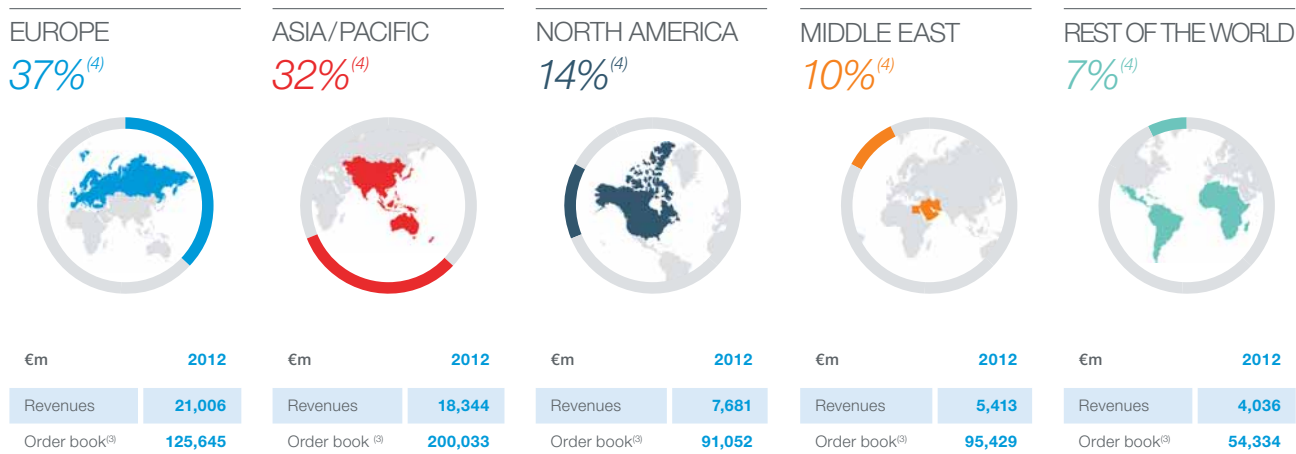 EUROPE
37%(4)
€m 2012
Revenues 21,006
Order book(3) 125,645
ASIA/PACIFIC
32%(4)
€m 2012
Revenues 18,344
Order book (3) 200,033
NORTH AMERICA
14%(4)
€m 2012
Revenues 7,681
Order book(3) 91,052
MIDDLE EAST
10%(4)
€m 2012
Revenues 5,413
Order book(3) 95,429
REST OF THE WORLD
7%(4)
€m 2012
Revenues 4,036
Order book(3) 54,334